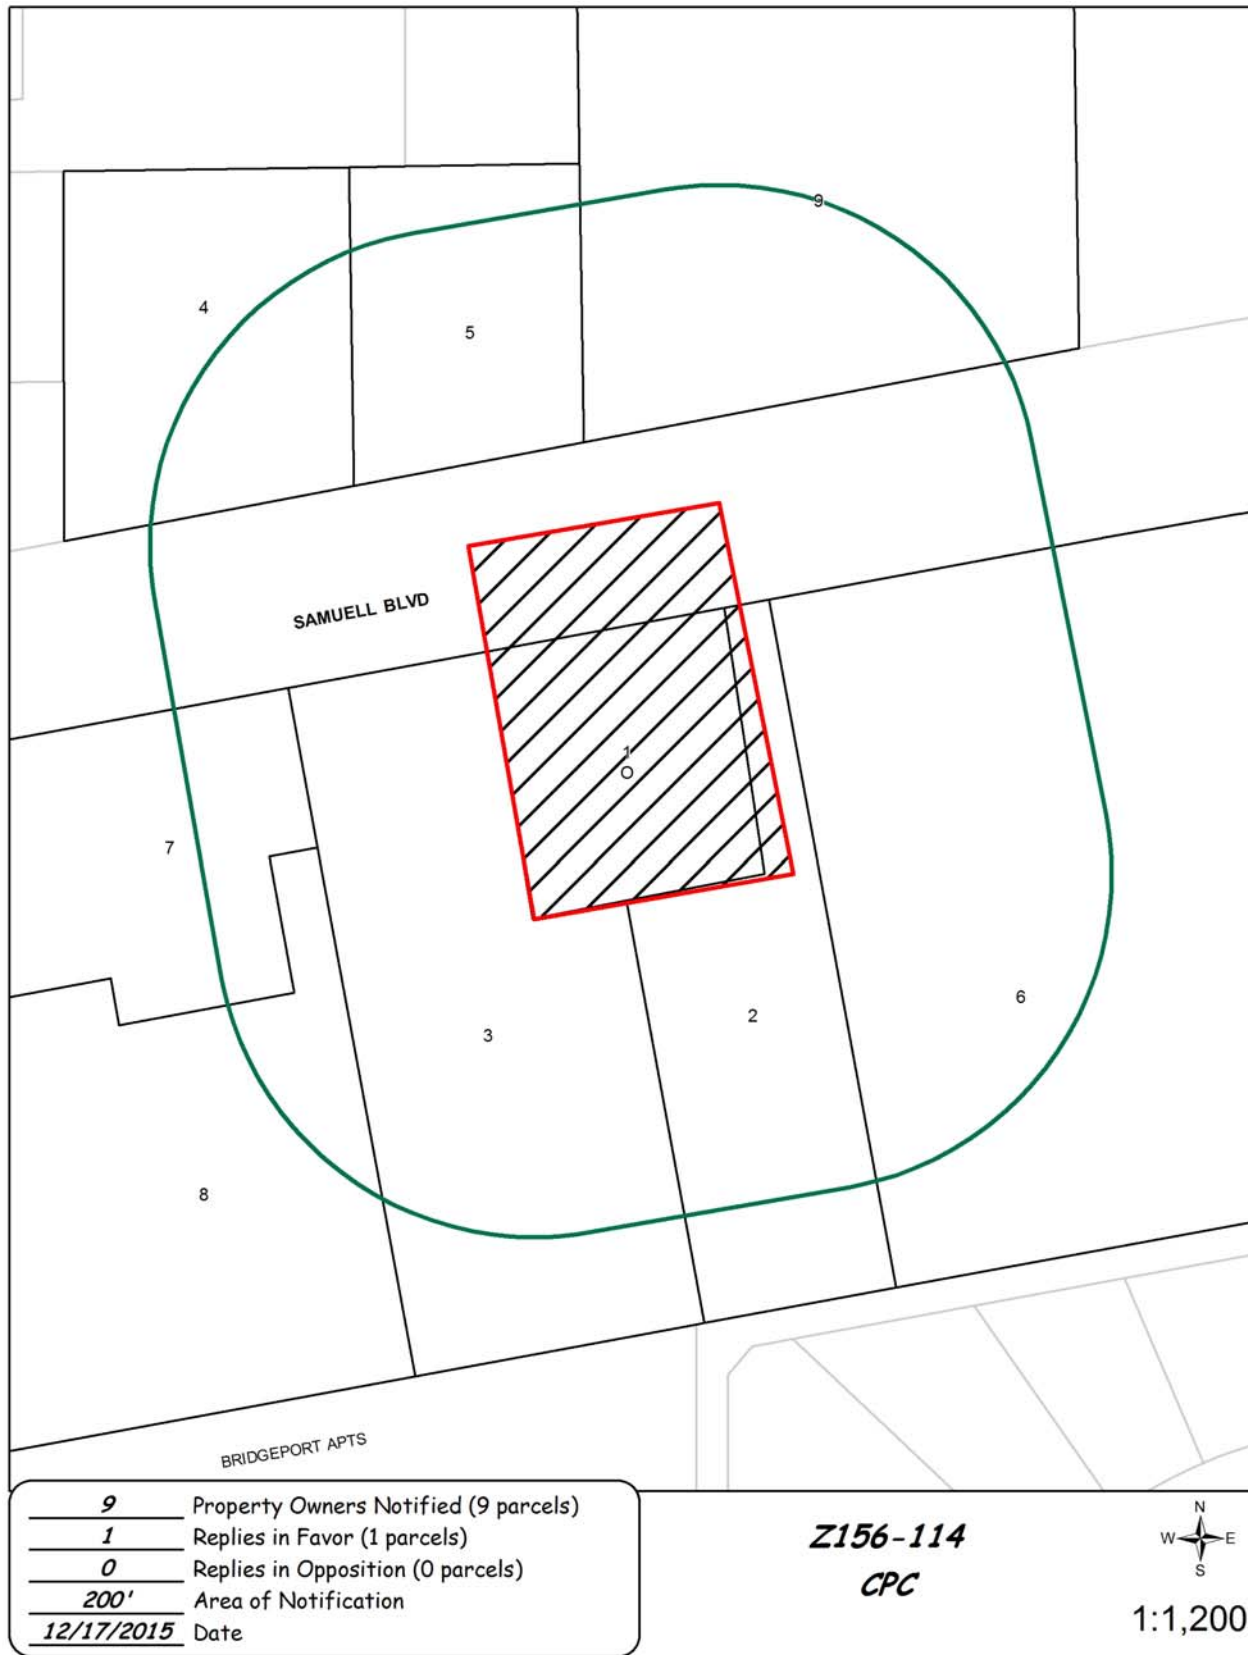 9
4
5
SAMUELL BLVD
1
O
7
6
2
3
8
BRIDGEPORT APTS
9 Property Owners Notified (9 parcels)
1 Replies in Favor (1 parcels)
0 Replies in Opposition (0 parcels)
200' Area of Notification
12/17/2015 Date
Z156-114
CPC
N
W E
S
1:1,200